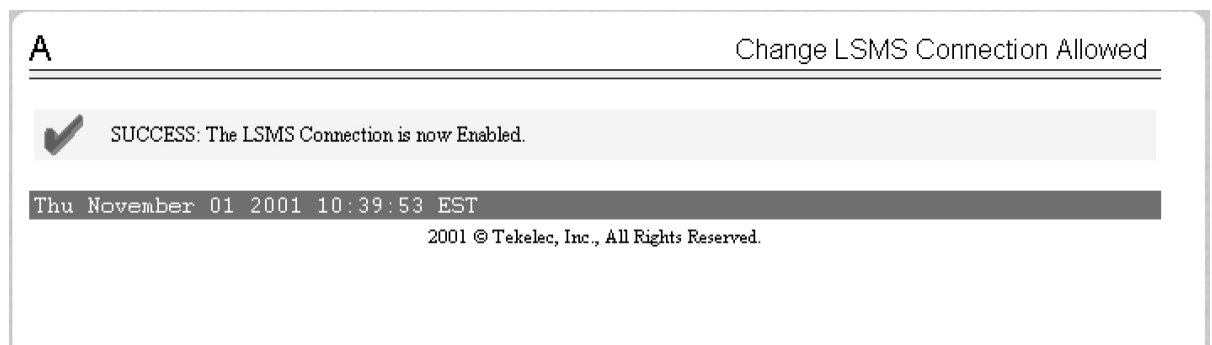 A
Change LSMS Connection Allowed
SUCCESS: The LSMS Connection is now Enabled.
Thu November 01 2001 10:39:53 EST
2001 © Tekelec, Inc., All Rights Reserved.